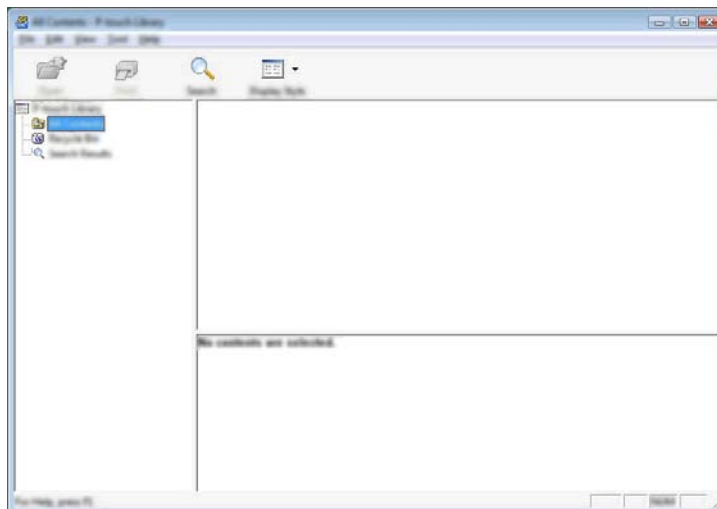 All Contents - P-touch Library
File Edit View Tool Help
Open Print Search Display Style
P-touch Library
All Contents
Recycle Bin
Search Results
No contents are selected.
For Help, press F1
NUM